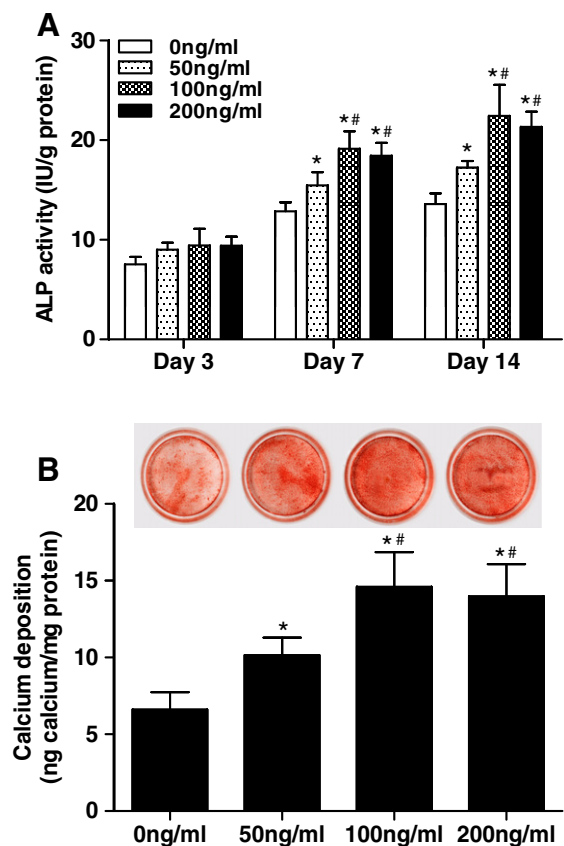 A
ALP activity (IU/g protein)
30
20
10
0
0ng/ml
50ng/ml
100ng/ml
200ng/ml
* *# *#
* *# *#
Day 3 Day 7 Day 14
B
Calcium deposition
(ng calcium/mg protein)
20
15
10
5
0
* *# *#
0ng/ml 50ng/ml 100ng/ml 200ng/ml